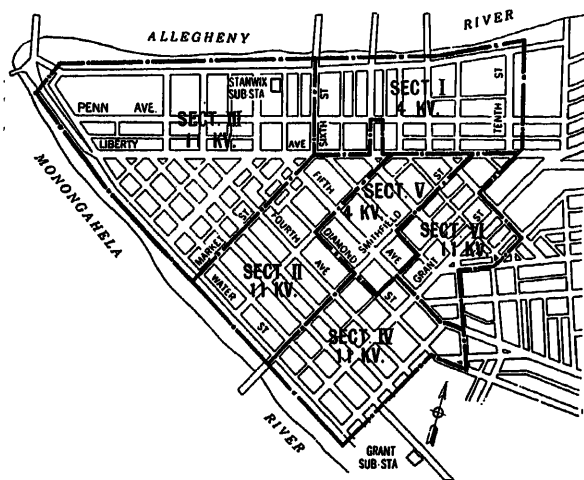 ALLEGHENY
RIVER
STANWIX
SUB-STA
PENN AVE.
SECT. III
11 KV.
LIBERTY
AVE
SIXTH
ST
SECT. I
4 KV.
TENTH
ST
MONONGAHELA
FIFTH
FOURTH
AVE
MARKET
ST
SECT. V
4 KV.
DIAMOND
AVE
SMITHFIELD
ST
SECT. VI
11 KV.
GRANT
ST
SECT. II
11 KV.
WATER
ST
SECT. IV
11 KV.
RIVER
GRANT
SUB-STA
N